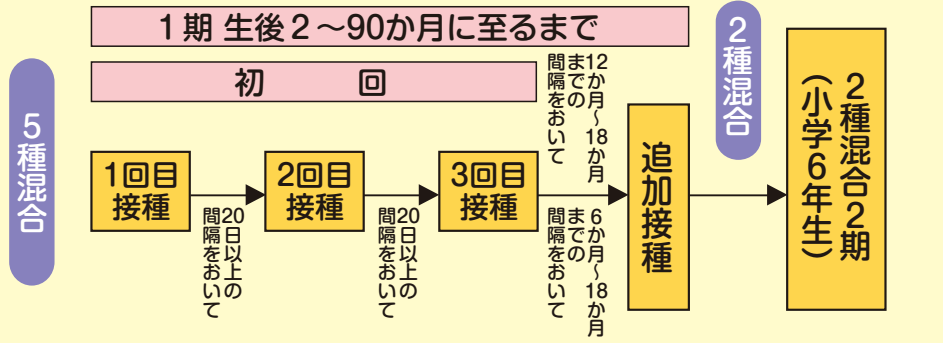 5種混合
1期 生後2～90か月に至るまで
初 回
1回目
接種
20日以上の
間隔をおいて
2回目
接種
20日以上の
間隔をおいて
3回目
接種
12か月～18か月
までの
間隔をおいて
6か月～18か月
までの
間隔をおいて
追加接種
2種混合
2種混合2期
(小学6年生)